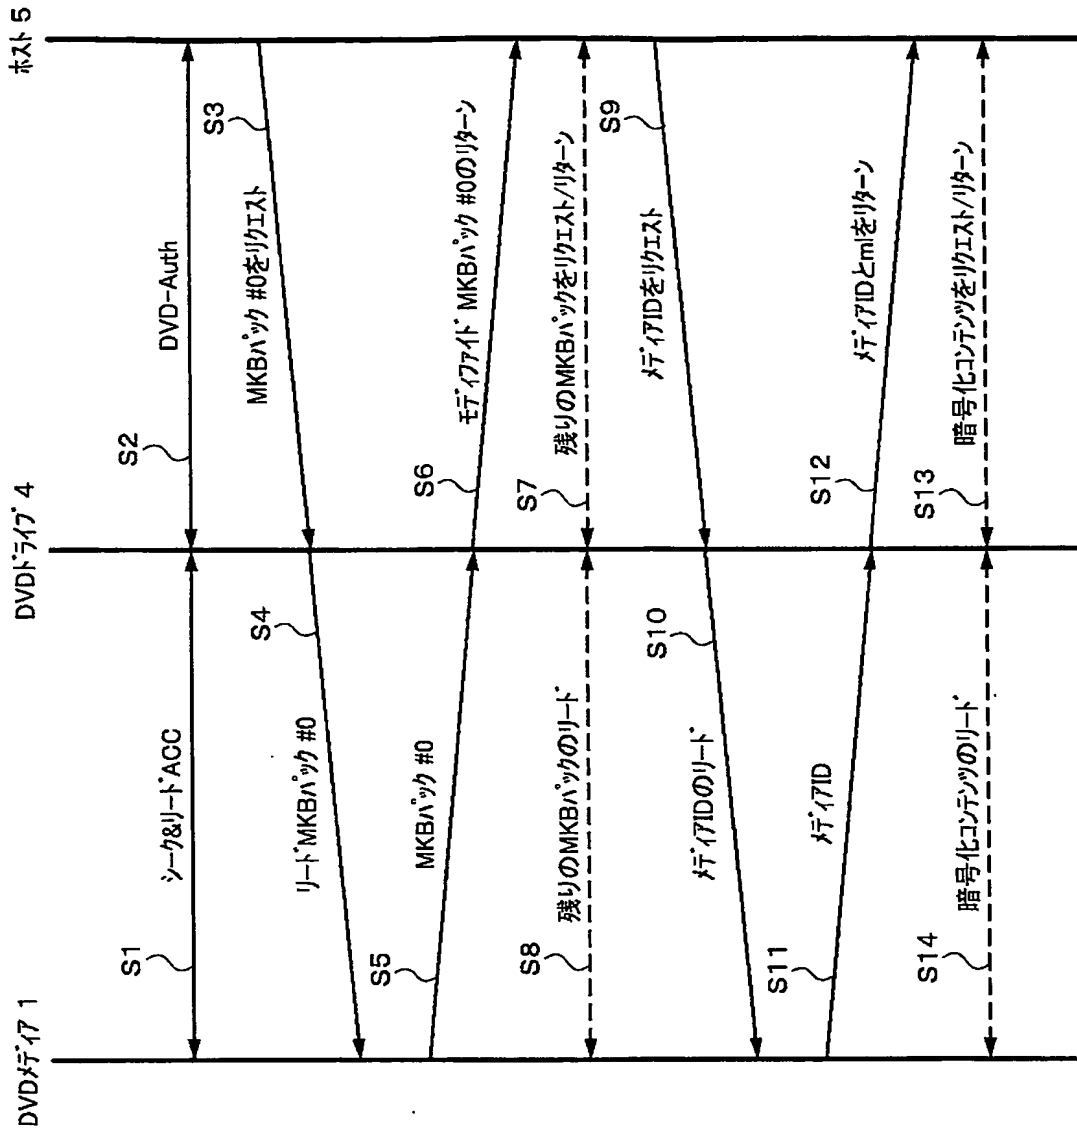 DVDメディア 1
DVDドライブ 4
ホスト 5
S1
シーク&リードACC
S2
DVD-Auth
S3
MKBパック #0をリクエスト
S4
リードMKBパック #0
S5
MKBパック #0
S6
モディファイド MKBパック #0のリターン
S7
残りのMKBパックをリクエスト/リターン
S8
残りのMKBパックのリード
S9
メディアIDをリクエスト
S10
メディアIDのリード
S11
メディアID
S12
メディアIDとmをリターン
S13
暗号化コンテンツをリクエスト/リターン
S14
暗号化コンテンツのリード